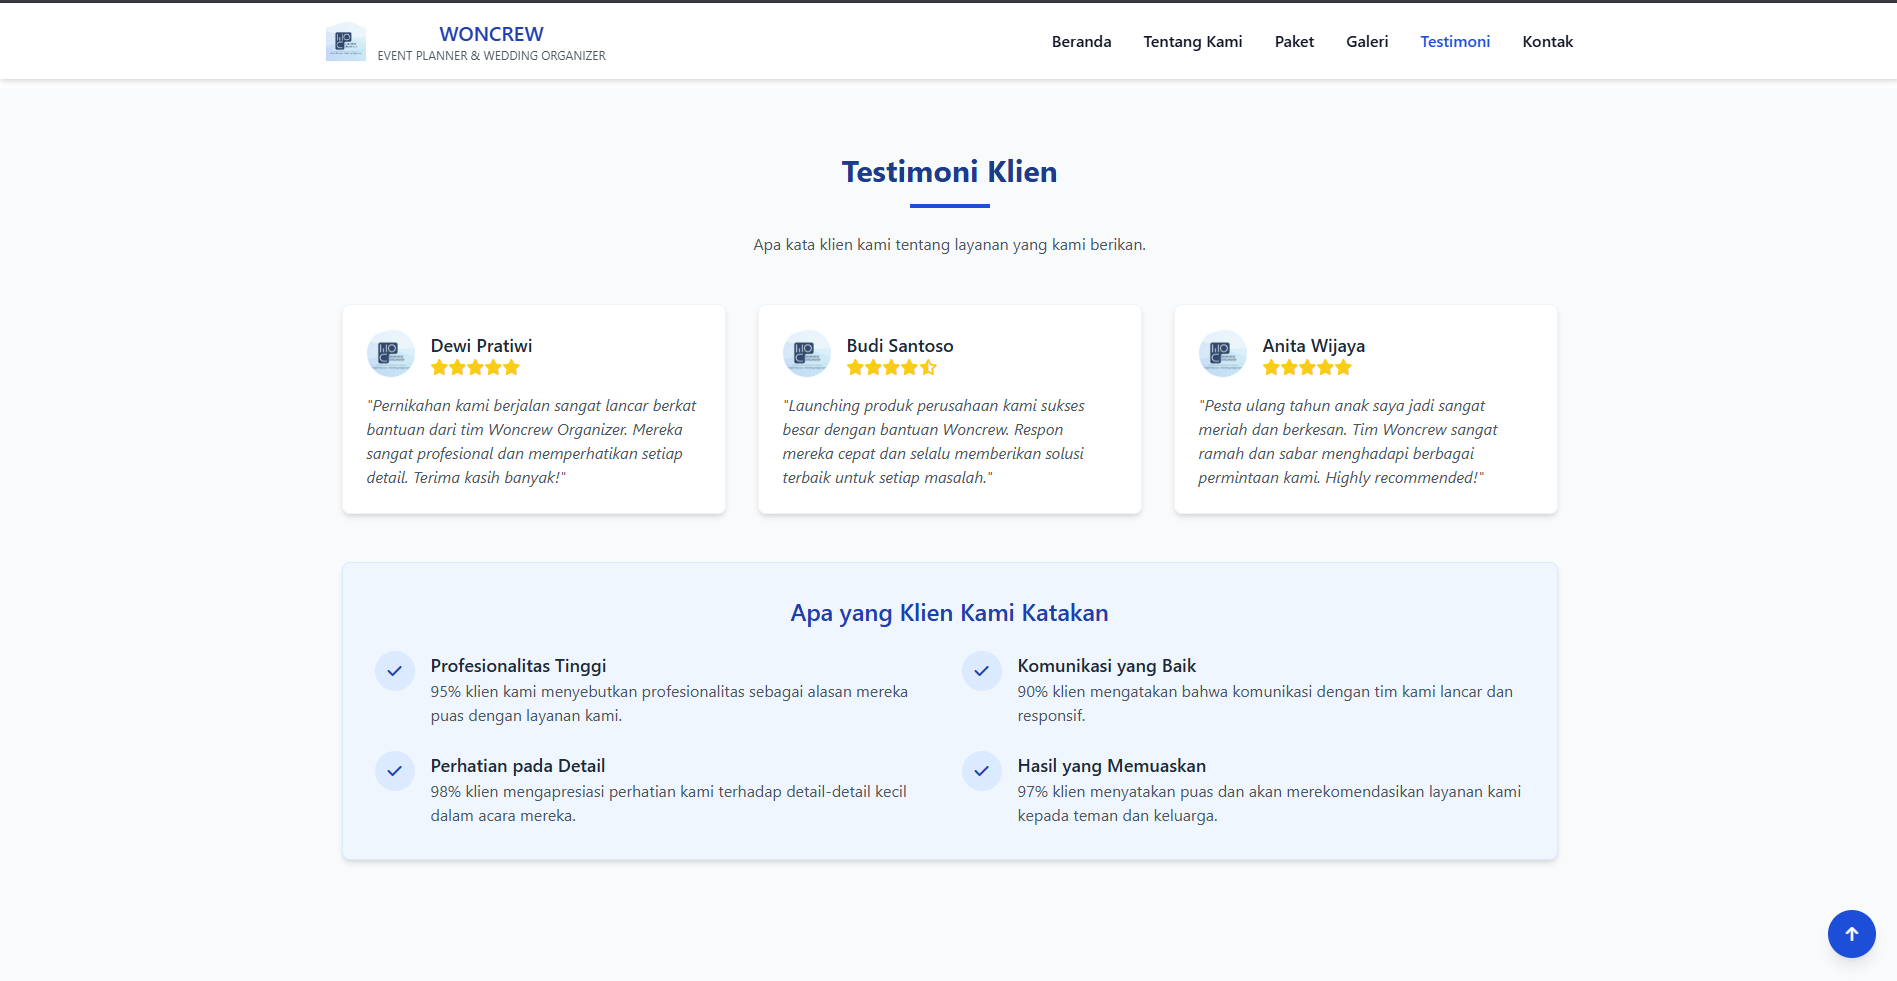 WONCREW
EVENT PLANNER & WEDDING ORGANIZER
Beranda
Tentang Kami
Paket
Galeri
Testimoni
Kontak
Testimoni Klien
Apa kata klien kami tentang layanan yang kami berikan.
Dewi Pratiwi
"Pernikahan kami berjalan sangat lancar berkat
bantuan dari tim Woncrew Organizer. Mereka
sangat profesional dan memperhatikan setiap
detail. Terima kasih banyak!"
Budi Santoso
"Launching produk perusahaan kami sukses
besar dengan bantuan Woncrew. Respon
mereka cepat dan selalu memberikan solusi
terbaik untuk setiap masalah."
Anita Wijaya
"Pesta ulang tahun anak saya jadi sangat
meriah dan berkesan. Tim Woncrew sangat
ramah dan sabar menghadapi berbagai
permintaan kami. Highly recommended!"
Apa yang Klien Kami Katakan
Profesionalitas Tinggi
95% klien kami menyebutkan profesionalitas sebagai alasan mereka
puas dengan layanan kami.
Komunikasi yang Baik
90% klien mengatakan bahwa komunikasi dengan tim kami lancar dan
responsif.
Perhatian pada Detail
98% klien mengapresiasi perhatian kami terhadap detail-detail kecil
dalam acara mereka.
Hasil yang Memuaskan
97% klien menyatakan puas dan akan merekomendasikan layanan kami
kepada teman dan keluarga.